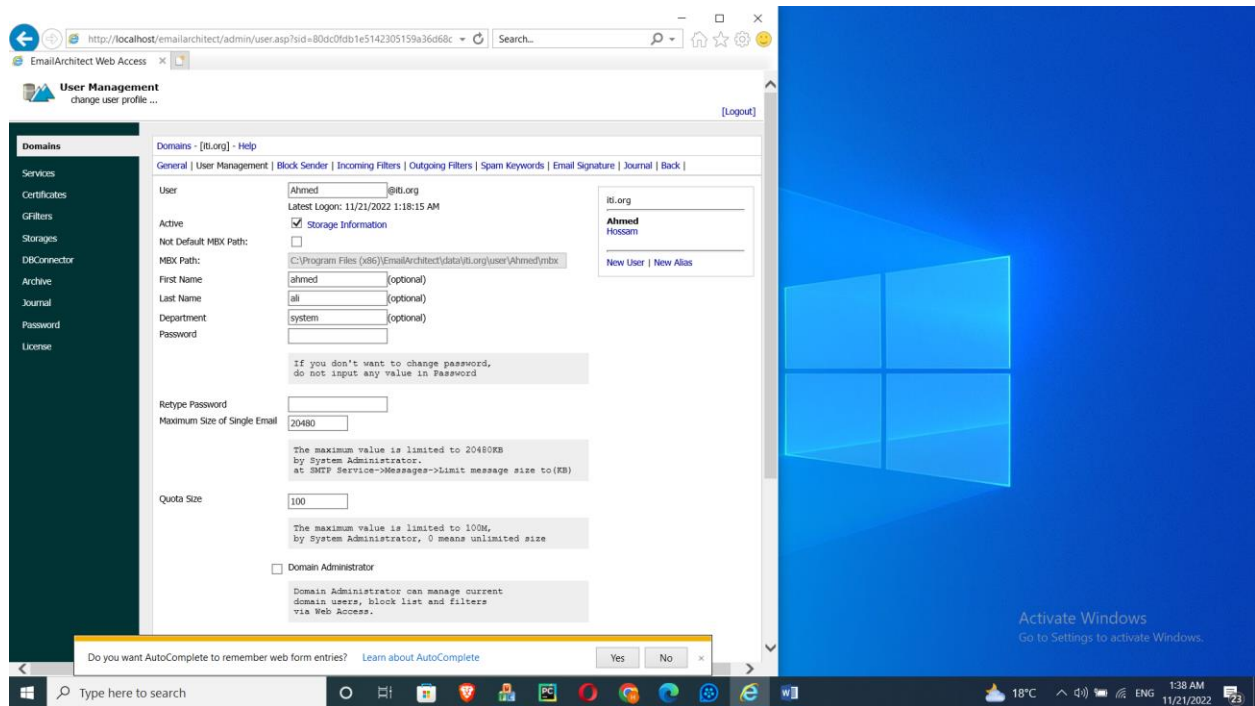 http://localhost/emailarchitect/admin/user.asp?sid=80dc0fdb1e5142305159a36d68c
Search...
EmailArchitect Web Access
User Management
change user profile ...
[Logout]
Domains
Services
Certificates
GFilters
Storages
DBConnector
Archive
Journal
Password
License
Domains - [iti.org] - Help
General | User Management | Block Sender | Incoming Filters | Outgoing Filters | Spam Keywords | Email Signature | Journal | Back |
User Ahmed @iti.org
Latest Logon: 11/21/2022 1:18:15 AM
Active Storage Information
Not Default MBX Path:
MBX Path: C:\Program Files (x86)\EmailArchitect\data\iti.org\user\Ahmed\mbx
First Name ahmed (optional)
Last Name ali (optional)
Department system (optional)
Password
If you don't want to change password,
do not input any value in Password
Retype Password
Maximum Size of Single Email 20480
The maximum value is limited to 20480KB
by System Administrator.
at SMTP Service->Messages->Limit message size to(KB)
Quota Size 100
The maximum value is limited to 100M,
by System Administrator, 0 means unlimited size
Domain Administrator
Domain Administrator can manage current
domain users, block list and filters
via Web Access.
iti.org
Ahmed
Hossam
New User | New Alias
Do you want AutoComplete to remember web form entries? Learn about AutoComplete Yes No
Activate Windows
Go to Settings to activate Windows.
Type here to search
PC
W
18°C
ENG
1:38 AM
11/21/2022
23